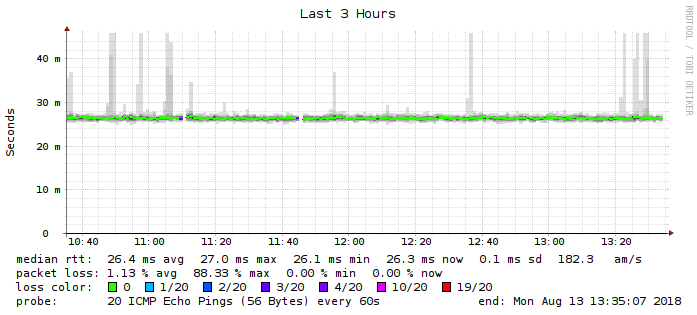 Last 3 Hours
RRDTOOL / TOBI OETIKER
Seconds
40 m
30 m
20 m
10 m
0
10:40 11:00 11:20 11:40 12:00 12:20 12:40 13:00 13:20
median rtt: 26.4 ms avg 27.0 ms max 26.1 ms min 26.3 ms now 0.1 ms sd 182.3 am/s
packet loss: 1.13 % avg 88.33 % max 0.00 % min 0.00 % now
loss color: 0 1/20 2/20 3/20 4/20 10/20 19/20
probe: 20 ICMP Echo Pings (56 Bytes) every 60s end: Mon Aug 13 13:35:07 2018